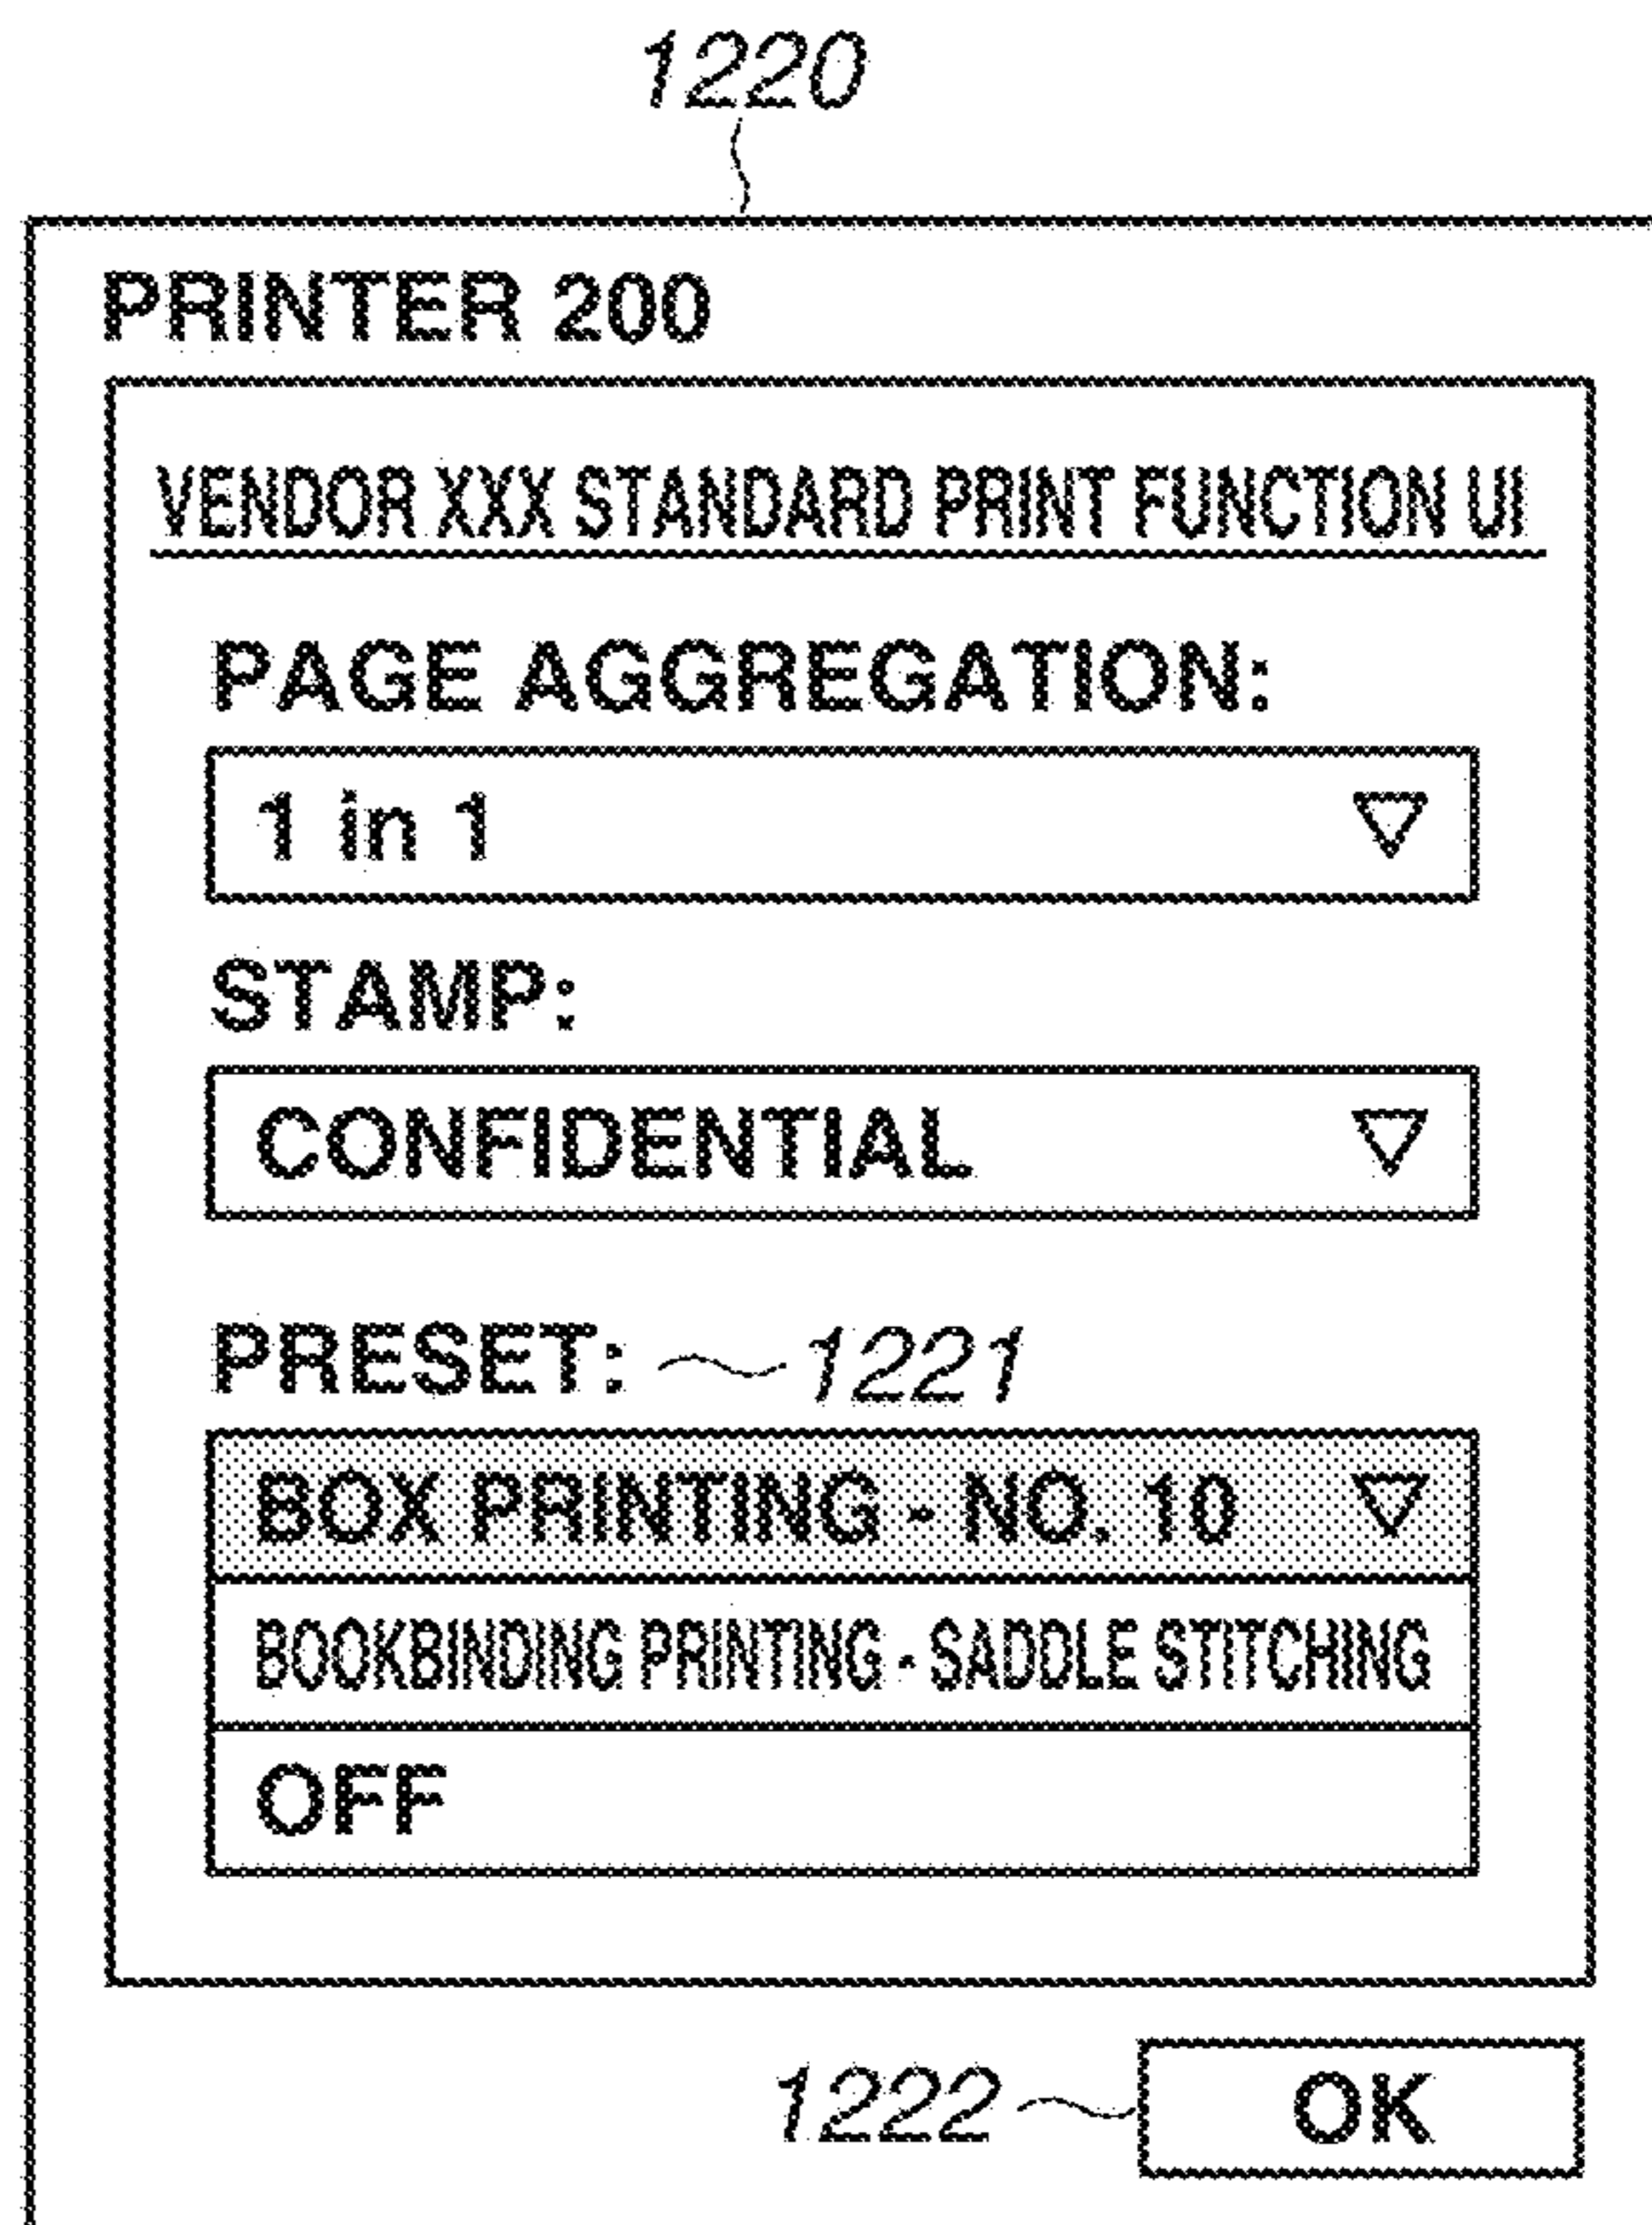 1220
PRINTER 200
VENDOR XXX STANDARD PRINT FUNCTION UI
PAGE AGGREGATION:
1 in 1
STAMP:
CONFIDENTIAL
PRESET: 1221
BOX PRINTING - NO. 10
BOOKBINDING PRINTING - SADDLE STITCHING
OFF
1222 OK